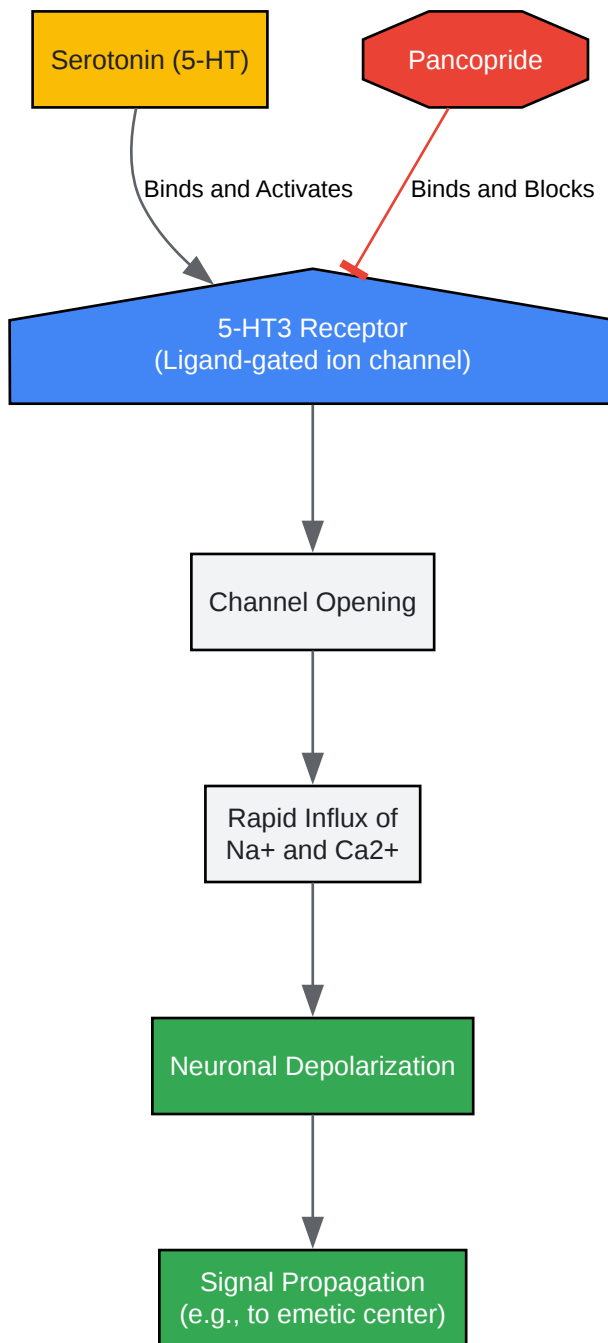 Serotonin (5-HT)
Pancopride
Binds and Activates
Binds and Blocks
5-HT3 Receptor
(Ligand-gated ion channel)
Channel Opening
Rapid Influx of
Na+ and Ca2+
Neuronal Depolarization
Signal Propagation
(e.g., to emetic center)